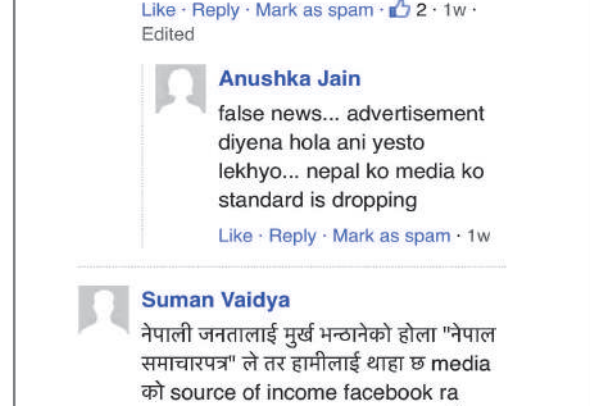 Like · Reply · Mark as spam · 2 · 1w ·
Edited
Anushka Jain
false news... advertisement
diyena hola ani yesto
lekhyo... nepal ko media ko
standard is dropping
Like · Reply · Mark as spam · 1w
Suman Vaidya
नेपाली जनतालाई मुर्ख भन्ठानेको होला "नेपाल
समाचारपत्र" ले तर हामीलाई थाहा छ media
को source of income facebook ra